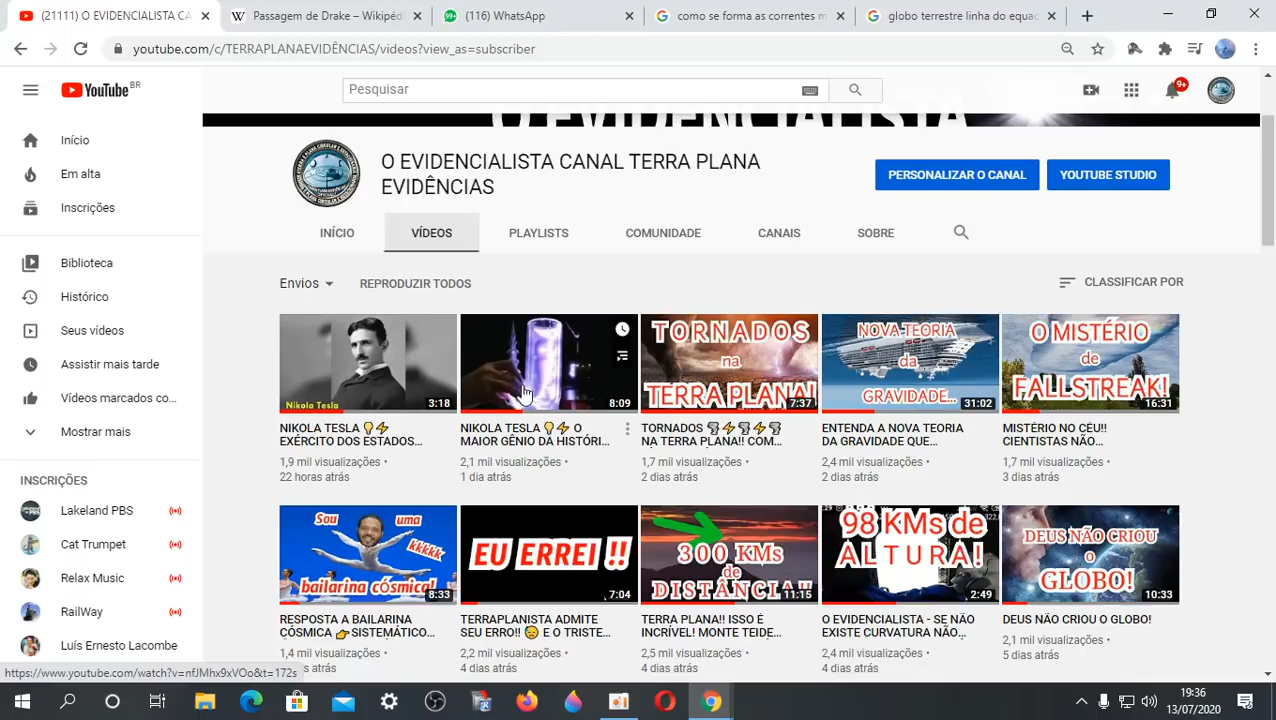 (21111) O EVIDENCIALISTA CAN
Passagem de Drake – Wikipéd
99+
(116) WhatsApp
como se forma as correntes m
globo terrestre linha do equa
youtube.com/c/TERRAPLANAEVIDÊNCIAS/videos?view_as=subscriber
YouTube BR
Pesquisar
9+
Início
Em alta
Inscrições
Biblioteca
Histórico
Seus vídeos
Assistir mais tarde
Vídeos marcados co...
Mostrar mais
INSCRIÇÕES
Lakeland PBS
Cat Trumpet
Relax Music
RailWay
Luís Ernesto Lacombe
O EVIDENCIALISTA
O EVIDENCIALISTA CANAL TERRA PLANA
EVIDÊNCIAS
PERSONALIZAR O CANAL
YOUTUBE STUDIO
INÍCIO
VÍDEOS
PLAYLISTS
COMUNIDADE
CANAIS
SOBRE
Envios
REPRODUZIR TODOS
CLASSIFICAR POR
Nikola Tesla
3:18
NIKOLA TESLA 💡⚡
EXÉRCITO DOS ESTADOS...
1,9 mil visualizações •
22 horas atrás
8:09
NIKOLA TESLA 💡⚡ O
MAIOR GÊNIO DA HISTÓRI...
2,1 mil visualizações •
1 dia atrás
TORNADOS
na
TERRA PLANA!
7:37
TORNADOS 🌪⚡🌪⚡🌪
NA TERRA PLANA!! COM...
1,7 mil visualizações •
2 dias atrás
NOVA TEORIA
da
GRAVIDADE...
31:02
ENTENDA A NOVA TEORIA
DA GRAVIDADE QUE...
2,4 mil visualizações •
2 dias atrás
O MISTÉRIO
de
FALLSTREAK!
16:31
MISTÉRIO NO CÉU!!
CIENTISTAS NÃO...
1,7 mil visualizações •
3 dias atrás
Sou uma
kkkkk
bailarina cósmica!
8:33
RESPOSTA A BAILARINA
CÓSMICA 👉SISTEMÁTICO...
1,4 mil visualizações •
dias atrás
EU ERREI !!
7:04
TERRAPLANISTA ADMITE
SEU ERRO!! 😥 E O TRISTE...
2,2 mil visualizações •
4 dias atrás
300 KMs
de
DISTÂNCIA!!
11:15
TERRA PLANA!! ISSO É
INCRÍVEL! MONTE TEIDE...
2,5 mil visualizações •
4 dias atrás
98 KMs de
ALTURA!
2:49
O EVIDENCIALISTA - SE NÃO
EXISTE CURVATURA NÃO...
2,4 mil visualizações •
4 dias atrás
DEUS NÃO CRIOU
o
GLOBO!
10:33
DEUS NÃO CRIOU O GLOBO!
2,1 mil visualizações •
5 dias atrás
https://www.youtube.com/watch?v=nfJMhx9xVOo&t=172s
19:36
13/07/2020